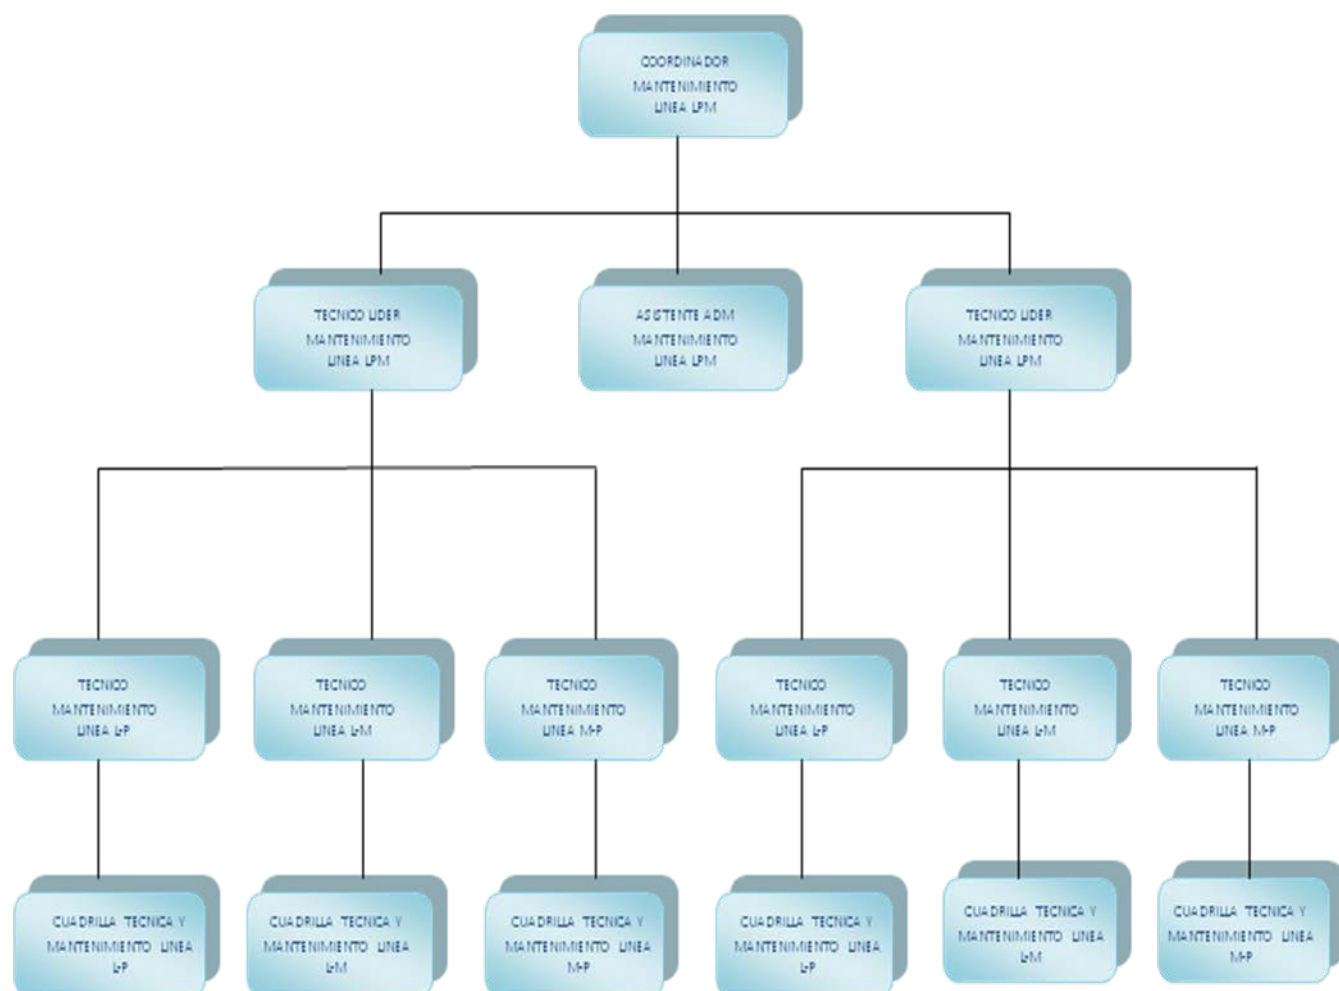 COORDINADOR
MANTENIMIENTO
LINEA LPM
TECNICO LIDER
MANTENIMIENTO
LINEA LPM
ASISTENTE ADM
MANTENIMIENTO
LINEA LPM
TECNICO LIDER
MANTENIMIENTO
LINEA LPM
TECNICO
MANTENIMIENTO
LINEA L-P
TECNICO
MANTENIMIENTO
LINEA L-M
TECNICO
MANTENIMIENTO
LINEA M-P
TECNICO
MANTENIMIENTO
LINEA L-P
TECNICO
MANTENIMIENTO
LINEA L-M
TECNICO
MANTENIMIENTO
LINEA M-P
CUADRILLA TECNICA Y
MANTENIMIENTO LINEA
L-P
CUADRILLA TECNICA Y
MANTENIMIENTO LINEA
L-M
CUADRILLA TECNICA Y
MANTENIMIENTO LINEA
M-P
CUADRILLA TECNICA Y
MANTENIMIENTO LINEA
L-P
CUADRILLA TECNICA Y
MANTENIMIENTO LINEA
L-M
CUADRILLA TECNICA Y
MANTENIMIENTO LINEA
M-P